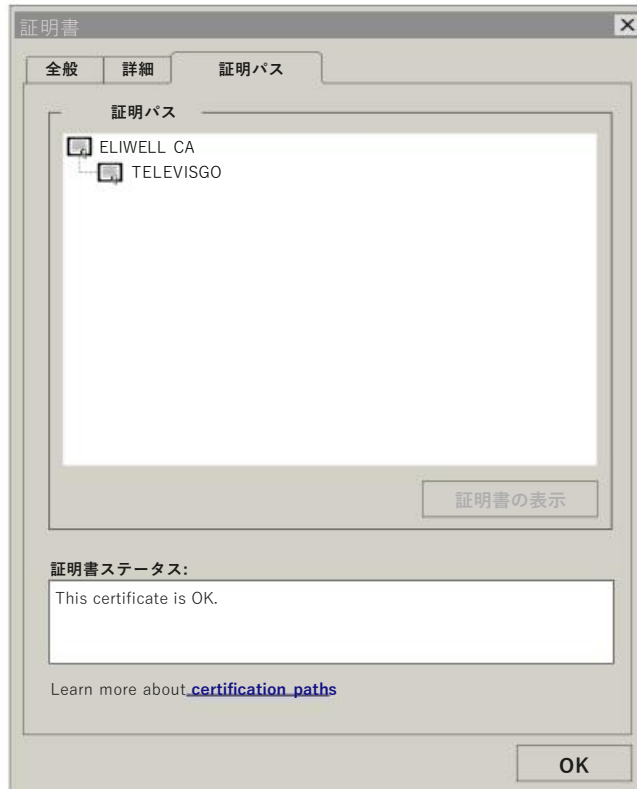 証明書
全般 詳細 証明パス
証明パス
ELIWELL CA
TELEVISGO
証明書の表示
証明書ステータス:
This certificate is OK.
Learn more about certification paths
OK